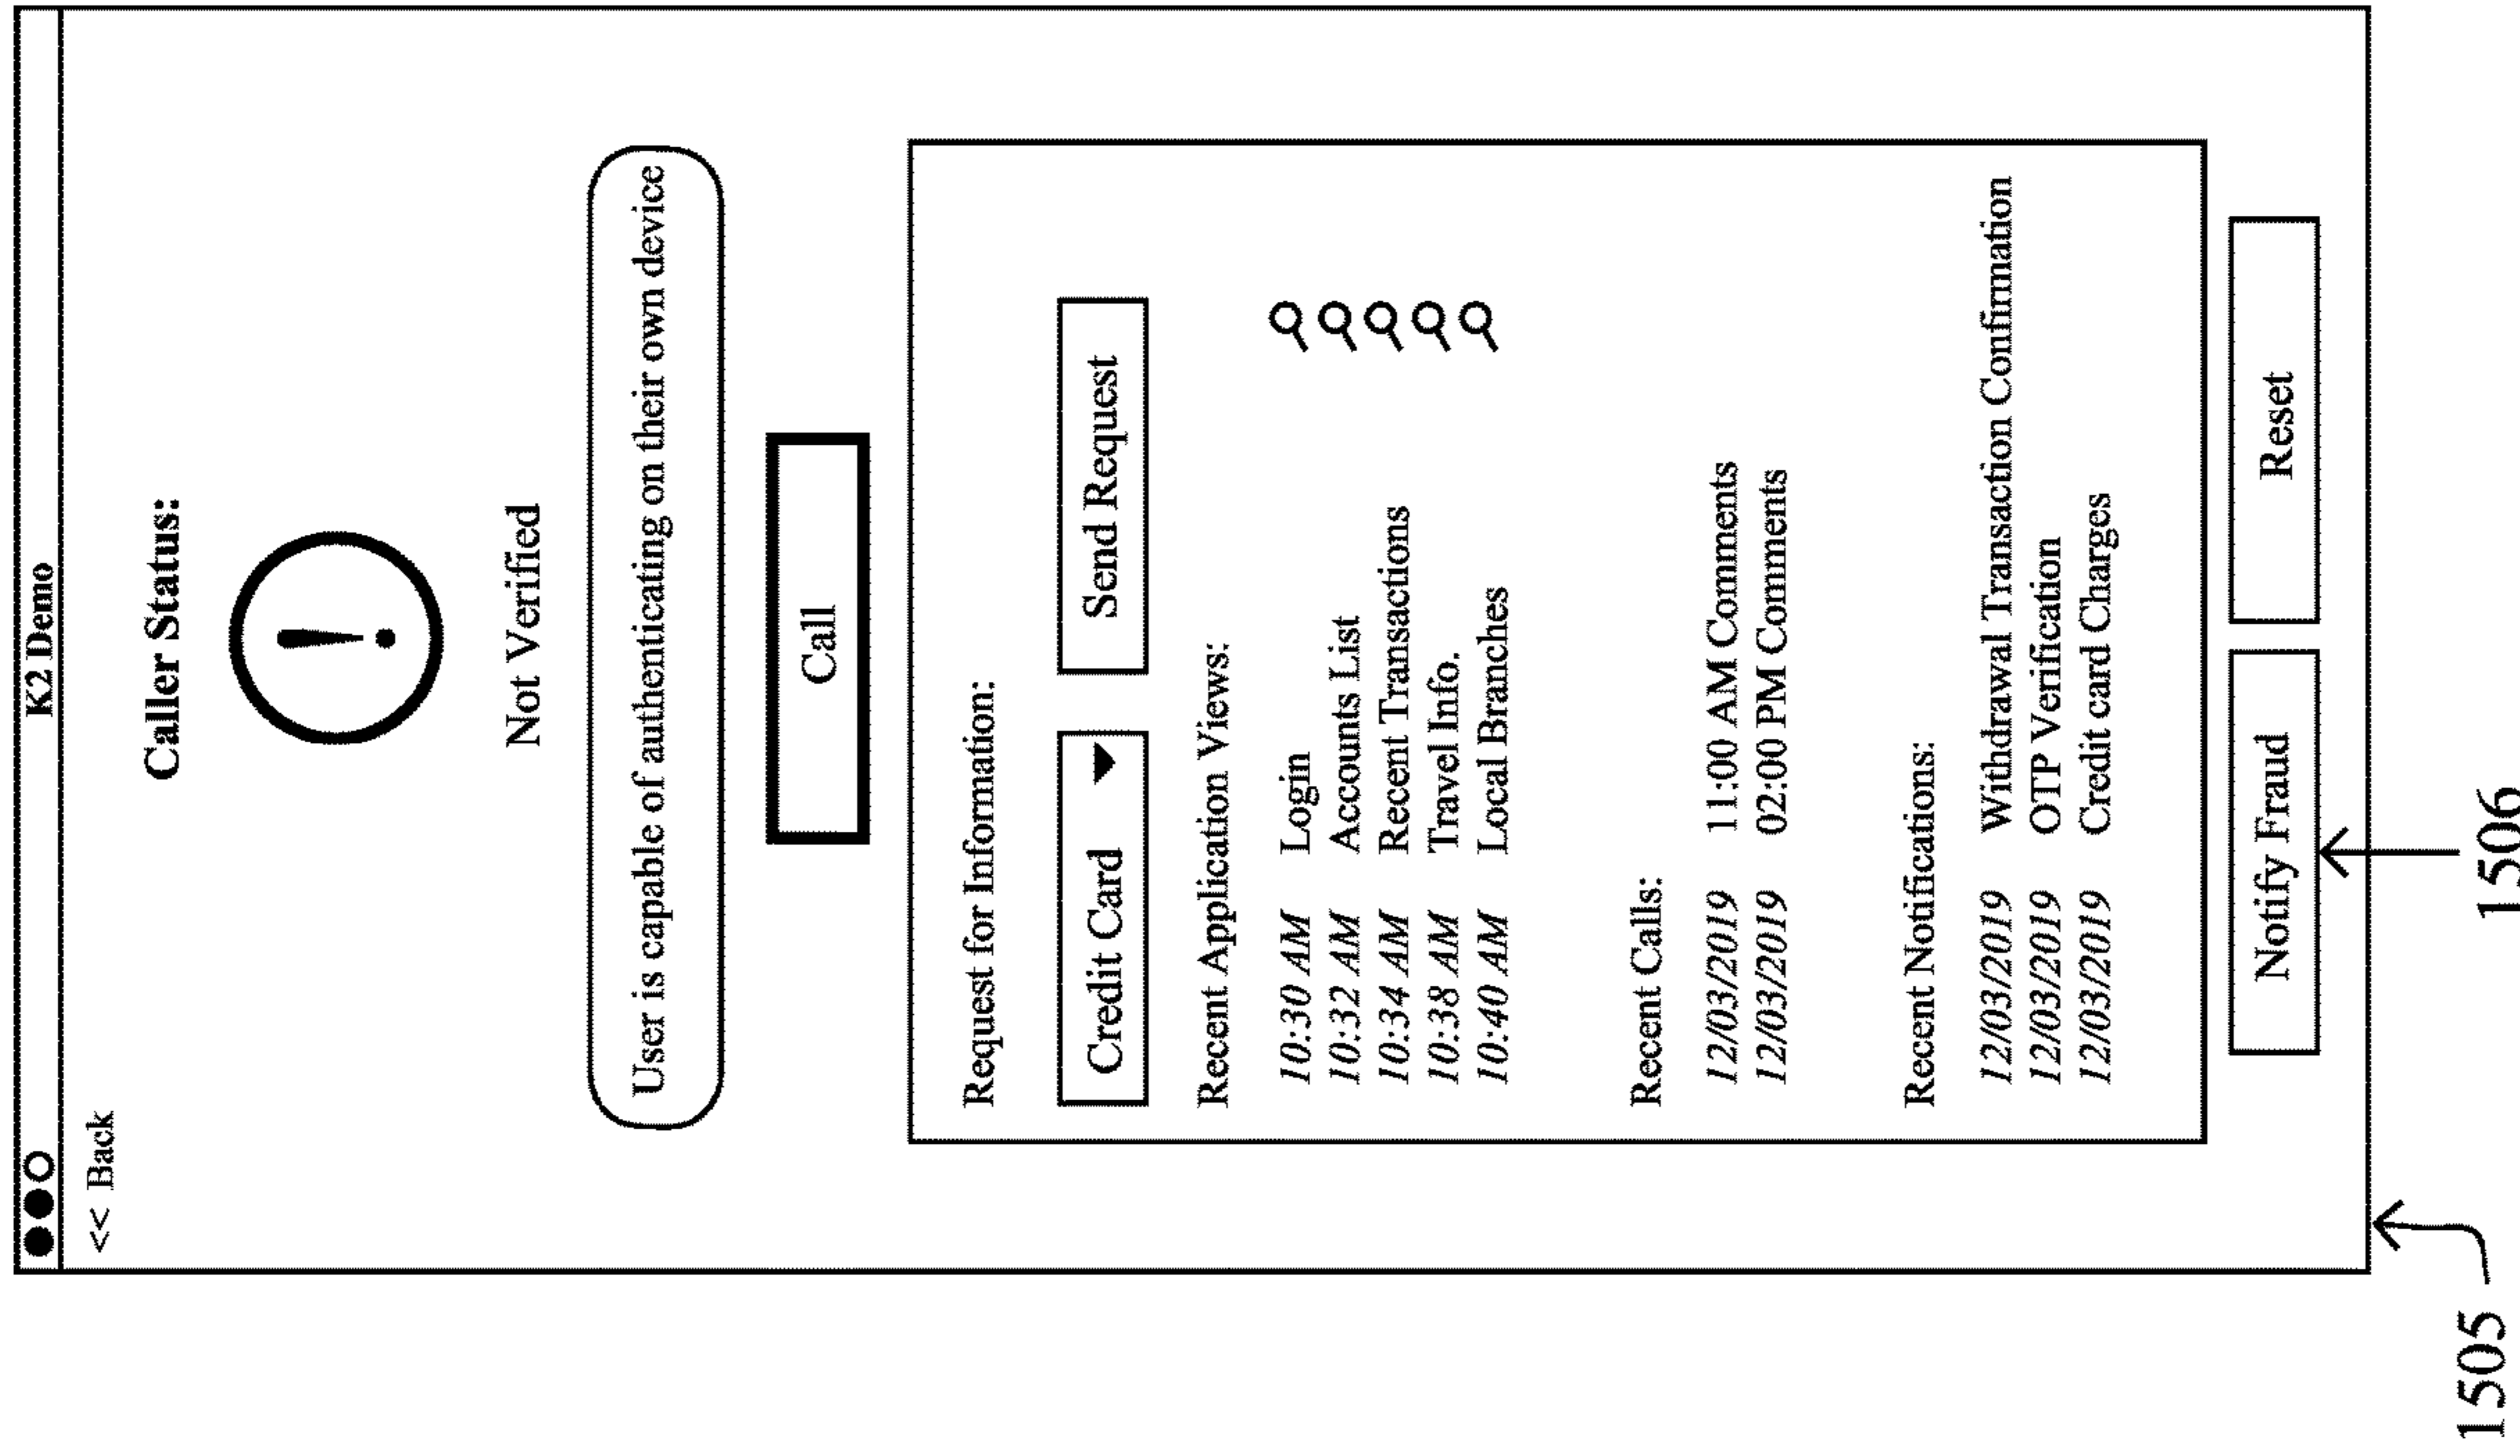 K2 Demo
<< Back
Caller Status:
!
Not Verified
User is capable of authenticating on their own device
Call
Request for Information:
Credit Card Send Request
Recent Application Views:
10:30 AM Login
10:32 AM Accounts List
10:34 AM Recent Transactions
10:38 AM Travel Info.
10:40 AM Local Branches
Recent Calls:
12/03/2019 11:00 AM Comments
12/03/2019 02:00 PM Comments
Recent Notifications:
12/03/2019 Withdrawal Transaction Confirmation
12/03/2019 OTP Verification
12/03/2019 Credit card Charges
Notify Fraud Reset
1505
1506